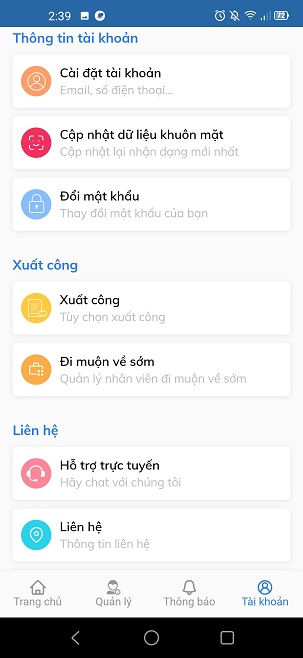 2:39
72
Thông tin tài khoản
Cài đặt tài khoản
Email, số điện thoại...
Cập nhật dữ liệu khuôn mặt
Cập nhật lại nhận dạng mới nhất
Đổi mật khẩu
Thay đổi mật khẩu của bạn
Xuất công
Xuất công
Tùy chọn xuất công
Đi muộn về sớm
Quản lý nhân viên đi muộn về sớm
Liên hệ
Hỗ trợ trực tuyến
Hãy chat với chúng tôi
Liên hệ
Thông tin liên hệ
Trang chủ
Quản lý
Thông báo
Tài khoản